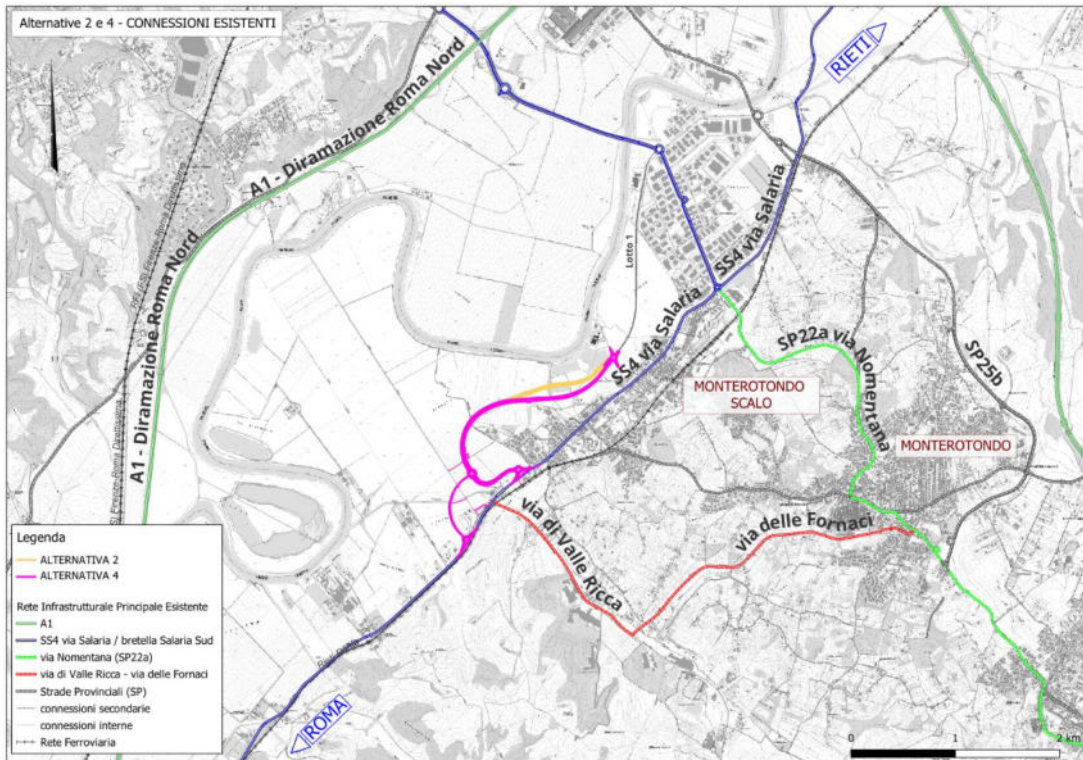 Alternative 2 e 4 - CONNESSIONI ESISTENTI
RIETI
A1 - Diramazione Roma Nord
A1 - Diramazione Roma Nord
A1 - Diramazione Roma Nord
SS4 via Salaria
Lotto 1
SS4 via Salaria
SP22a via Nomentana
SP25b
MONTEROTONDO
SCALO
MONTEROTONDO
via di Valle Ricca
via delle Fornaci
ROMA
Legenda
ALTERNATIVA 2
ALTERNATIVA 4
Rete Infrastrutturale Principale Esistente
A1
SS4 via Salaria / bretella Salaria Sud
via Nomentana (SP22a)
via di Valle Ricca - via delle Fornaci
Strade Provinciali (SP)
connessioni secondarie
connessioni interne
Rete Ferroviaria
0 1 2 km